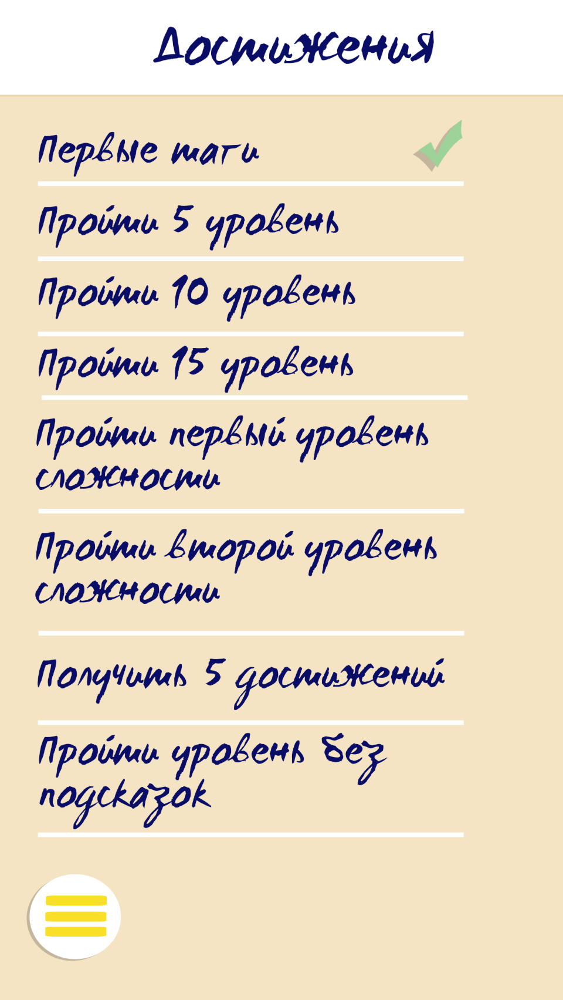 Достижения
Первые шаги
Пройти 5 уровень
Пройти 10 уровень
Пройти 15 уровень
Пройти первый уровень
сложности
Пройти второй уровень
сложности
Получить 5 достижений
Пройти уровень без
подсказок